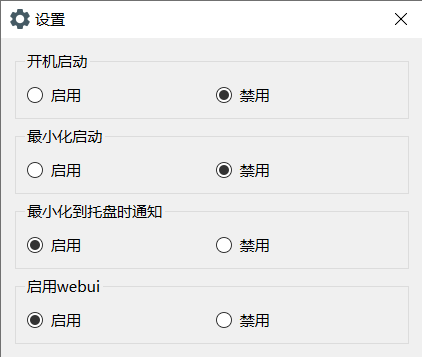 设置
开机启动
启用 禁用
最小化启动
启用 禁用
最小化到托盘时通知
启用 禁用
启用webui
启用 禁用